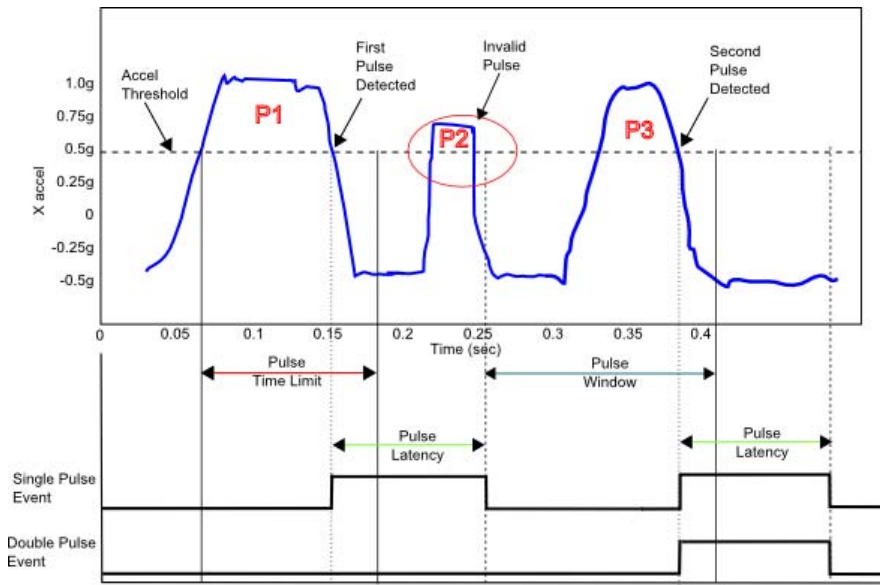 Accel
Threshold
First
Pulse
Detected
Invalid
Pulse
Second
Pulse
Detected
P1
P2
P3
X accel
1.0g
0.75g
0.5g
0.25g
0
-0.25g
-0.5g
0
0.05
0.1
0.15
0.2
0.25
0.3
0.35
0.4
Time (sec)
Pulse
Time Limit
Pulse
Window
Pulse
Latency
Pulse
Latency
Single Pulse
Event
Double Pulse
Event